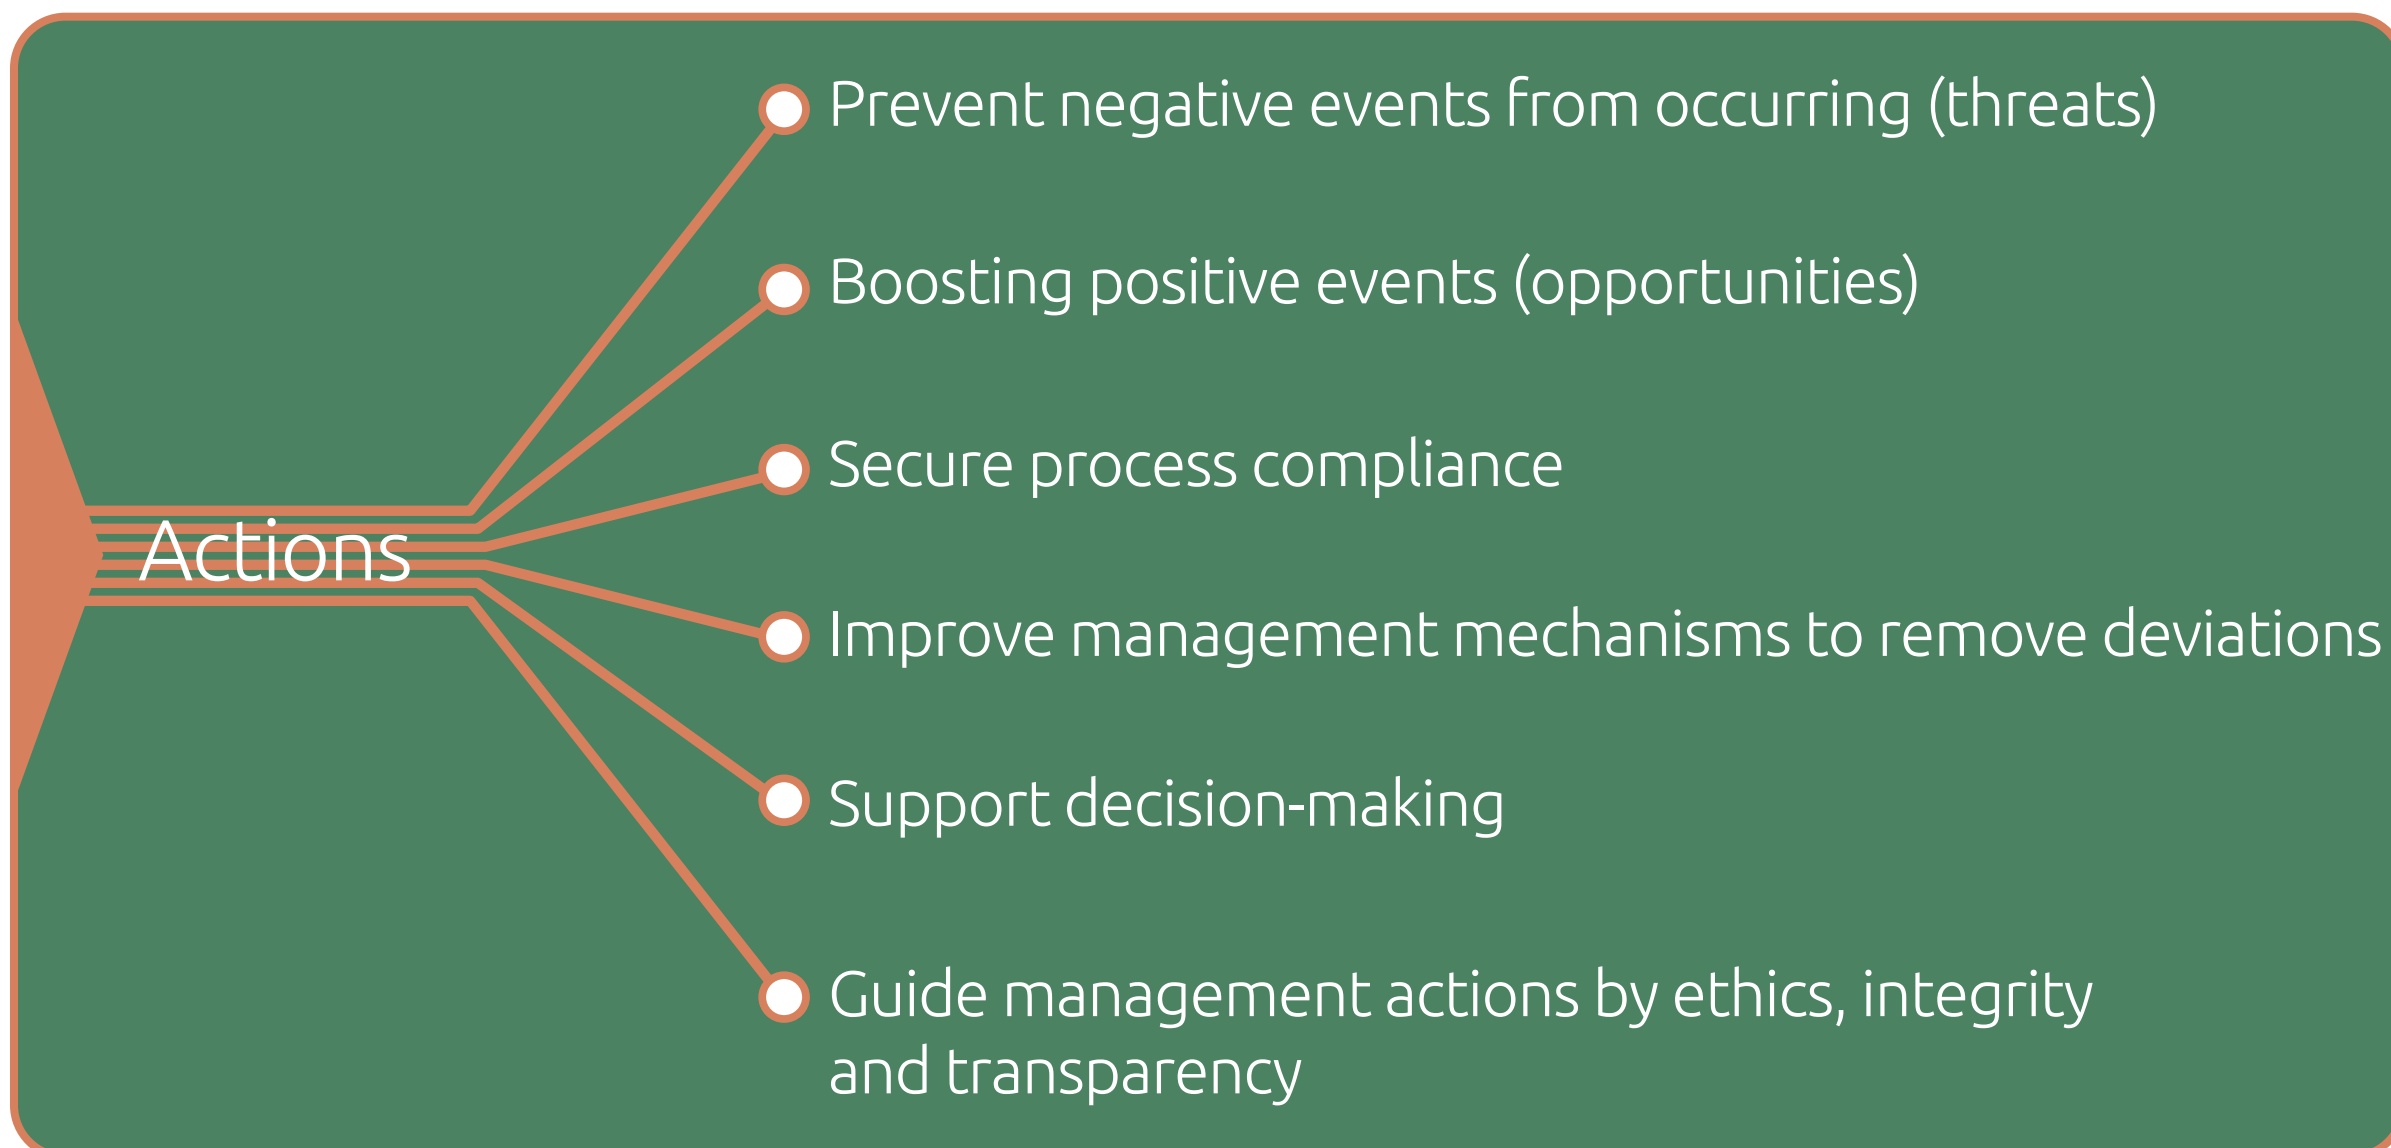 Prevent negative events from occurring (threats)
Boosting positive events (opportunities)
Secure process compliance
Actions
Improve management mechanisms to remove deviations
Support decision-making
Guide management actions by ethics, integrity
and transparency